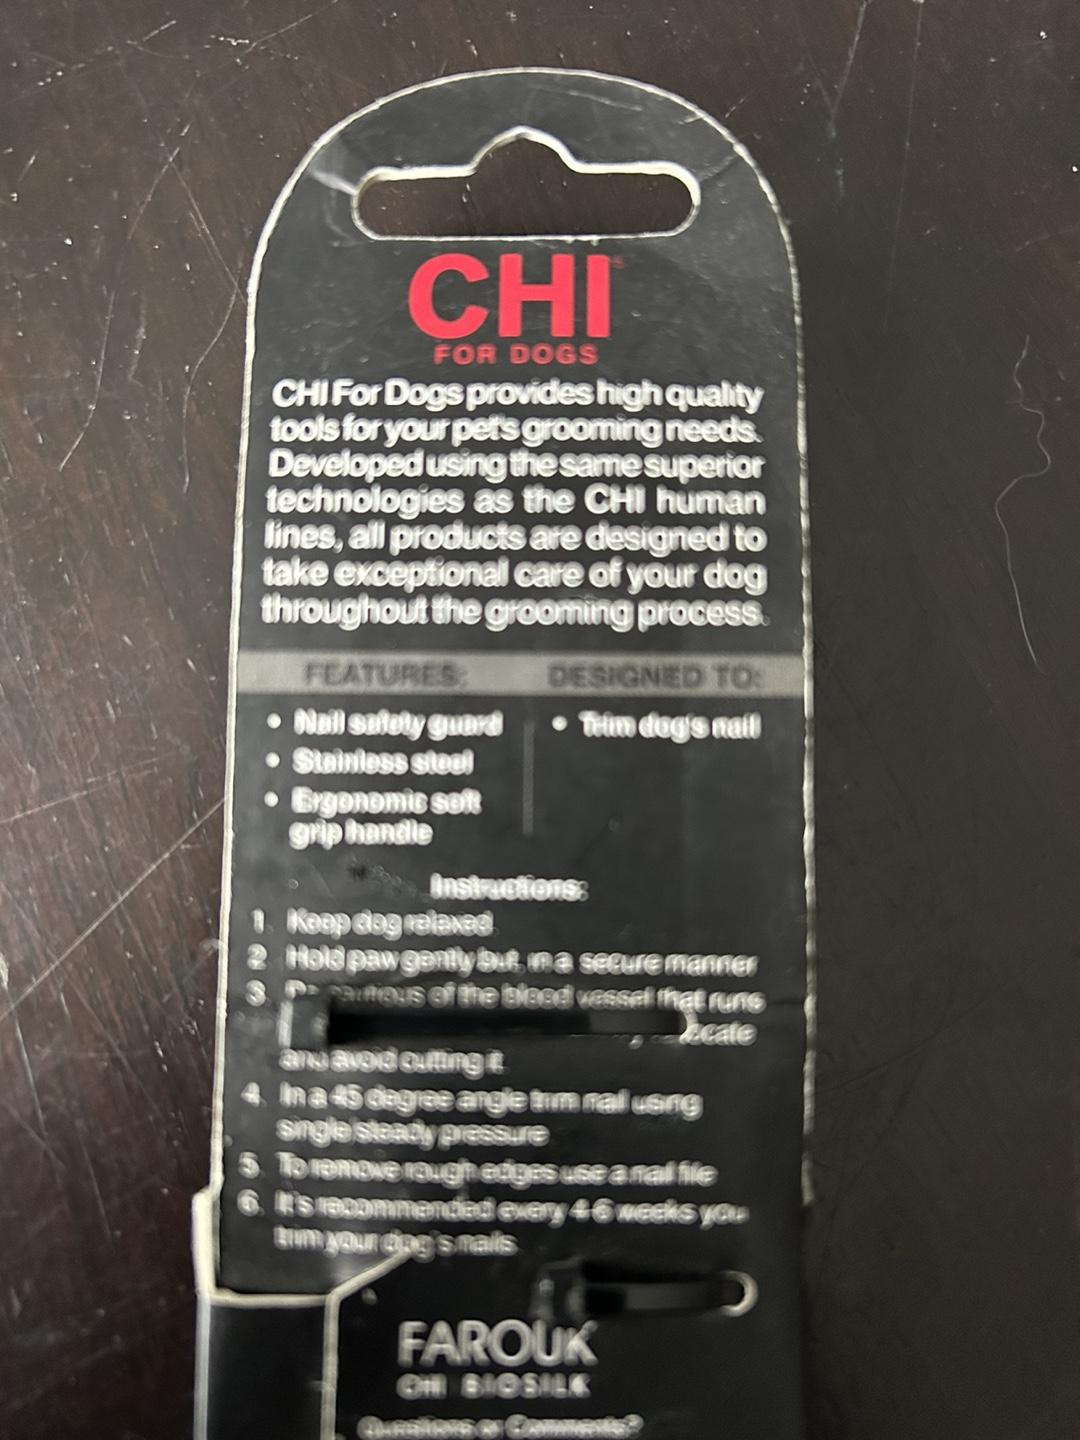 CHI
FOR DOGS
CHI For Dogs provides high quality
tools for your pet's grooming needs.
Developed using the same superior
technologies as the CHI human
lines, all products are designed to
take exceptional care of your dog
throughout the grooming process.
FEATURES: DESIGNED TO:
• Nail safety guard • Trim dog's nail
• Stainless steel
• Ergonomic soft
grip handle
Instructions:
1. Keep dog relaxed
2. Hold paw gently but, in a secure manner
3. of the blood vessel that runs
and avoid cutting it.
4. In a 45 degree angle trim nail using
single steady pressure
5. To remove rough edges use a nail file
6. It's recommended every 4-6 weeks you
trim your dog's nails.
FAROUK
CHI BIOSILK
Questions or Comments?